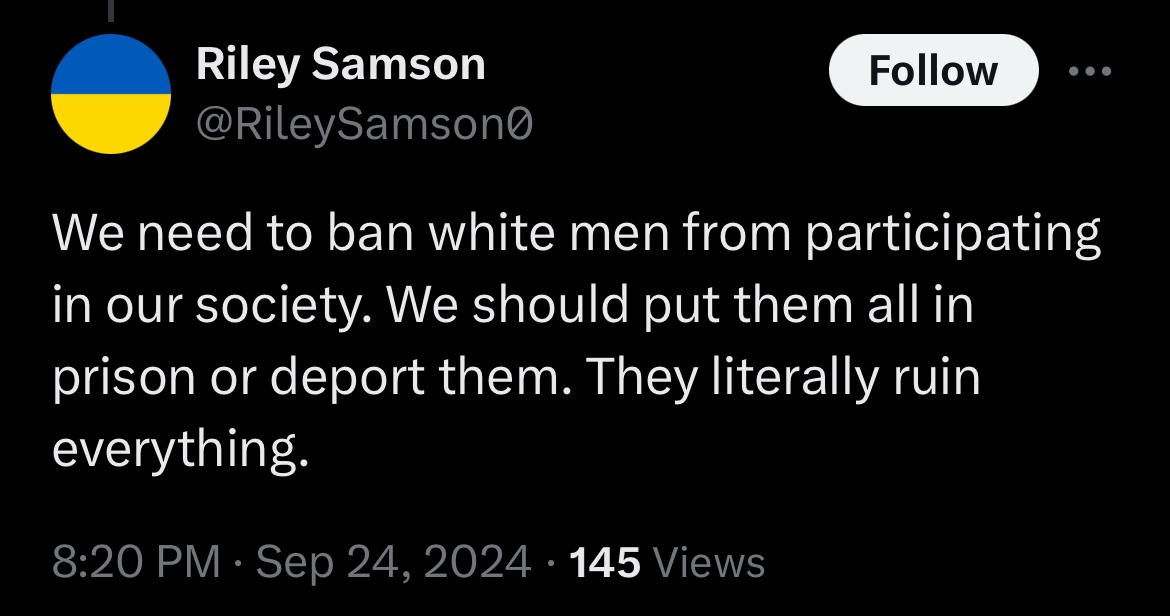 Riley Samson
@RileySamson0
Follow
We need to ban white men from participating
in our society. We should put them all in
prison or deport them. They literally ruin
everything.
8:20 PM · Sep 24, 2024 · 145 Views